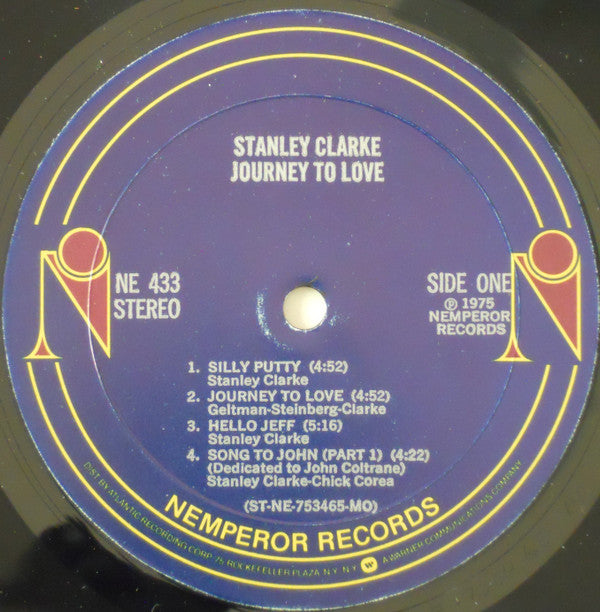 STANLEY CLARKE
JOURNEY TO LOVE
NE 433
STEREO
SIDE ONE
℗ 1975
NEMPEROR
RECORDS
1. SILLY PUTTY (4:52)
Stanley Clarke
2. JOURNEY TO LOVE (4:52)
Geltman-Steinberg-Clarke
3. HELLO JEFF (5:16)
Stanley Clarke
4. SONG TO JOHN (PART 1) (4:22)
(Dedicated to John Coltrane)
Stanley Clarke-Chick Corea
(ST-NE-753465-MO)
NEMPEROR RECORDS
DIST. BY ATLANTIC RECORDING CORP. 75 ROCKEFELLER PLAZA, N.Y. N.Y. W A WARNER COMMUNICATIONS COMPANY